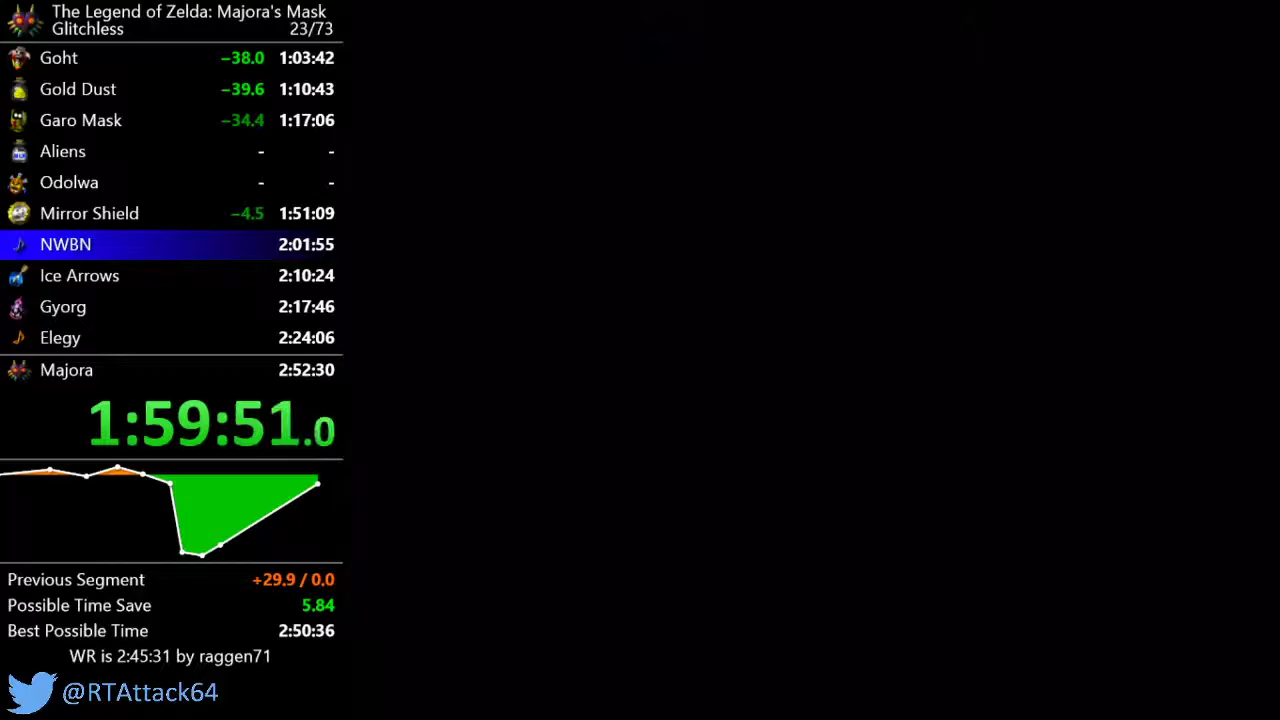 The Legend of Zelda: Majora's Mask
Glitchless 23/73
Goht −38.0 1:03:42
Gold Dust −39.6 1:10:43
Garo Mask −34.4 1:17:06
Aliens - -
Odolwa - -
Mirror Shield −4.5 1:51:09
NWBN 2:01:55
Ice Arrows 2:10:24
Gyorg 2:17:46
Elegy 2:24:06
Majora 2:52:30
1:59:51.0
Previous Segment +29.9 / 0.0
Possible Time Save 5.84
Best Possible Time 2:50:36
WR is 2:45:31 by raggen71
@RTAttack64